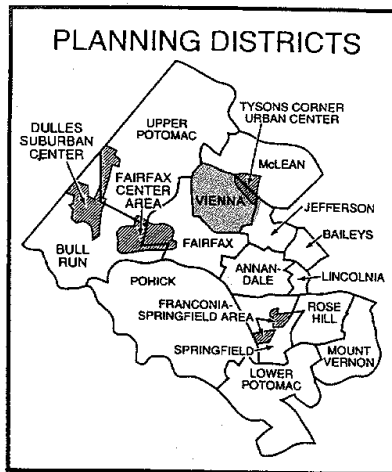 PLANNING DISTRICTS
TYSONS CORNER
URBAN CENTER
UPPER
POTOMAC
DULLES
SUBURBAN
CENTER
McLEAN
FAIRFAX
CENTER
AREA
VIENNA
JEFFERSON
BAILEYS
BULL
RUN
FAIRFAX
ANNAN-
DALE
LINCOLNIA
POHICK
FRANCONIA-
SPRINGFIELD AREA
ROSE
HILL
SPRINGFIELD
MOUNT
VERNON
LOWER
POTOMAC